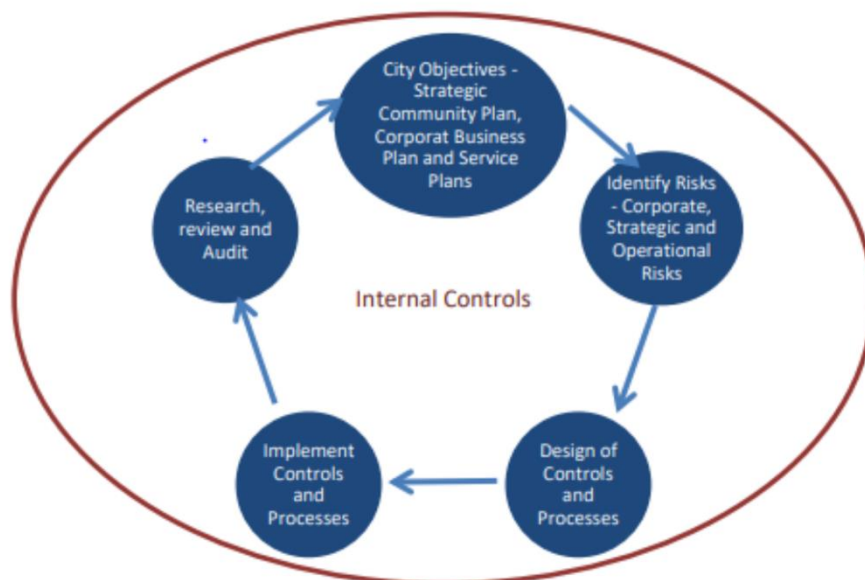 City Objectives -
Strategic
Community Plan,
Corporat Business
Plan and Service
Plans
Identify Risks
- Corporate,
Strategic and
Operational
Risks
Design of
Controls
and
Processes
Implement
Controls
and
Processes
Research,
review and
Audit
Internal Controls